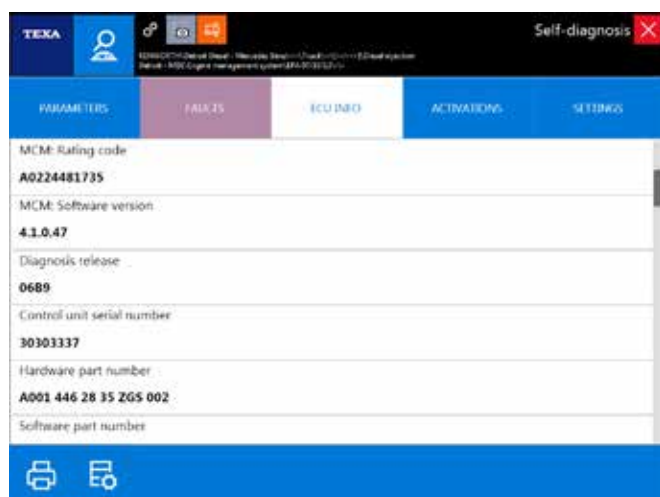 TEXA
Self-diagnosis
PARAMETERS
FAULTS
ECU INFO
ACTIVATIONS
SETTINGS
MCM: Rating code
A0224481735
MCM: Software version
4.1.0.47
Diagnosis release
06B9
Control unit serial number
30303337
Hardware part number
A001 446 28 35 ZGS 002
Software part number